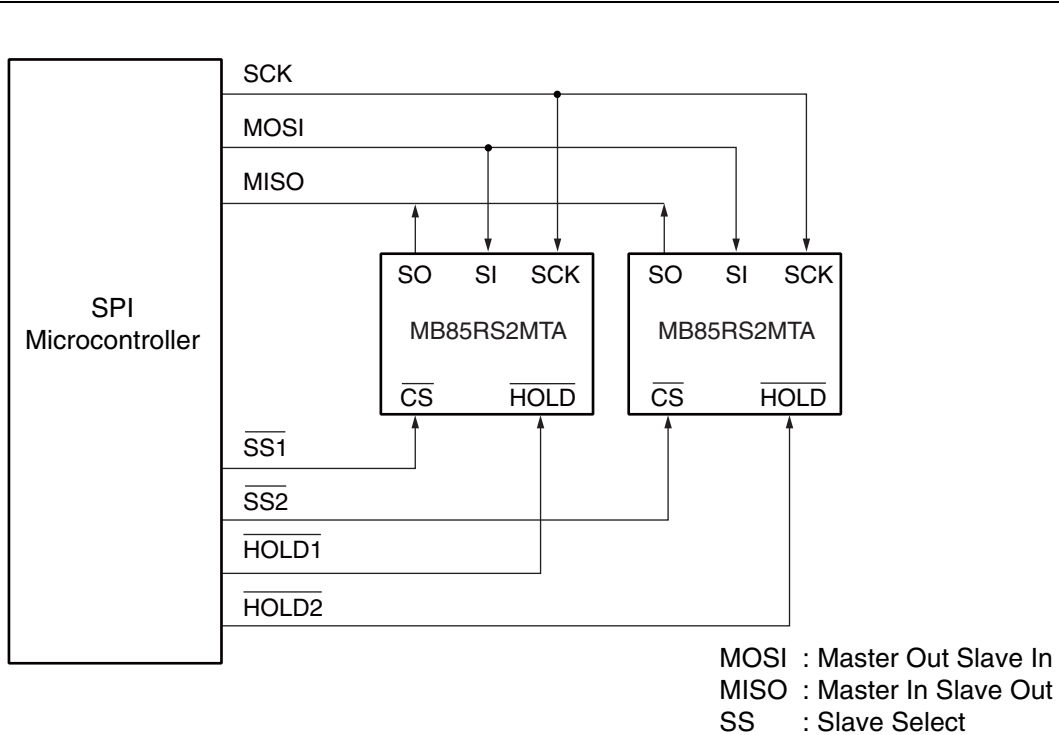 SCK
MOSI
MISO
SPI
Microcontroller
SO SI SCK
MB85RS2MTA
CS HOLD
SO SI SCK
MB85RS2MTA
CS HOLD
SS1
SS2
HOLD1
HOLD2
MOSI : Master Out Slave In
MISO : Master In Slave Out
SS : Slave Select